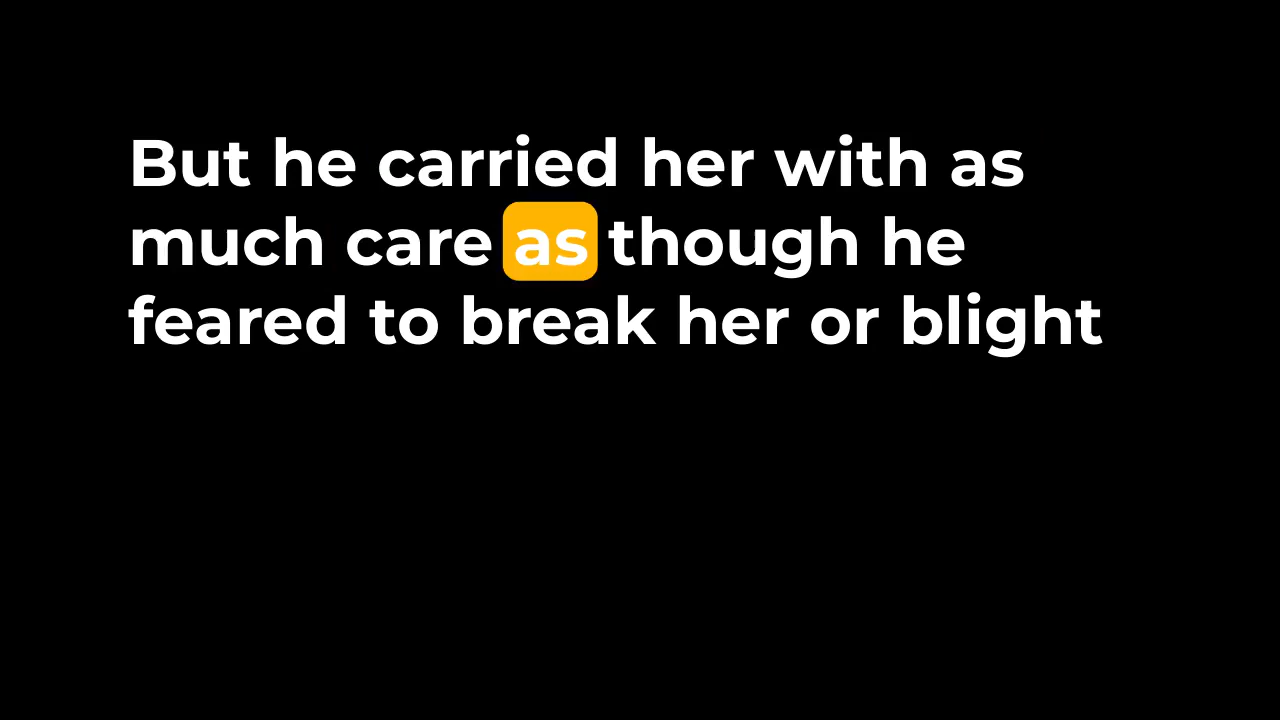 But he carried her with as
much care as though he
feared to break her or blight